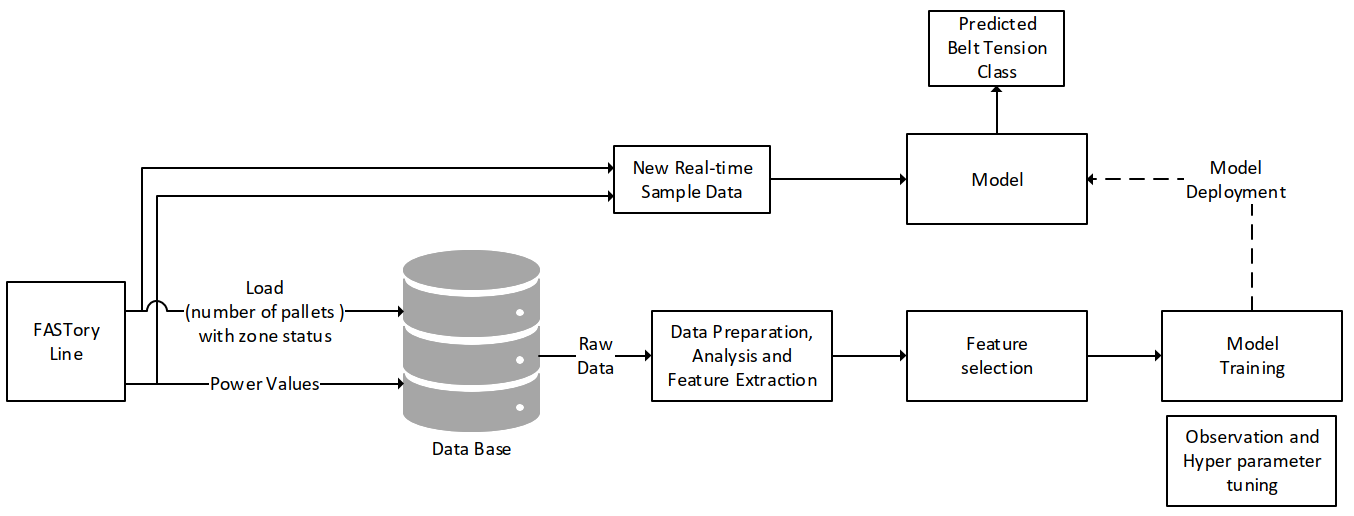 Predicted
Belt Tension
Class
New Real-time
Sample Data
Model
Model
Deployment
FASTory
Line
Load
(number of pallets )
with zone status
Power Values
Data Base
Raw
Data
Data Preparation,
Analysis and
Feature Extraction
Feature
selection
Model
Training
Observation and
Hyper parameter
tuning